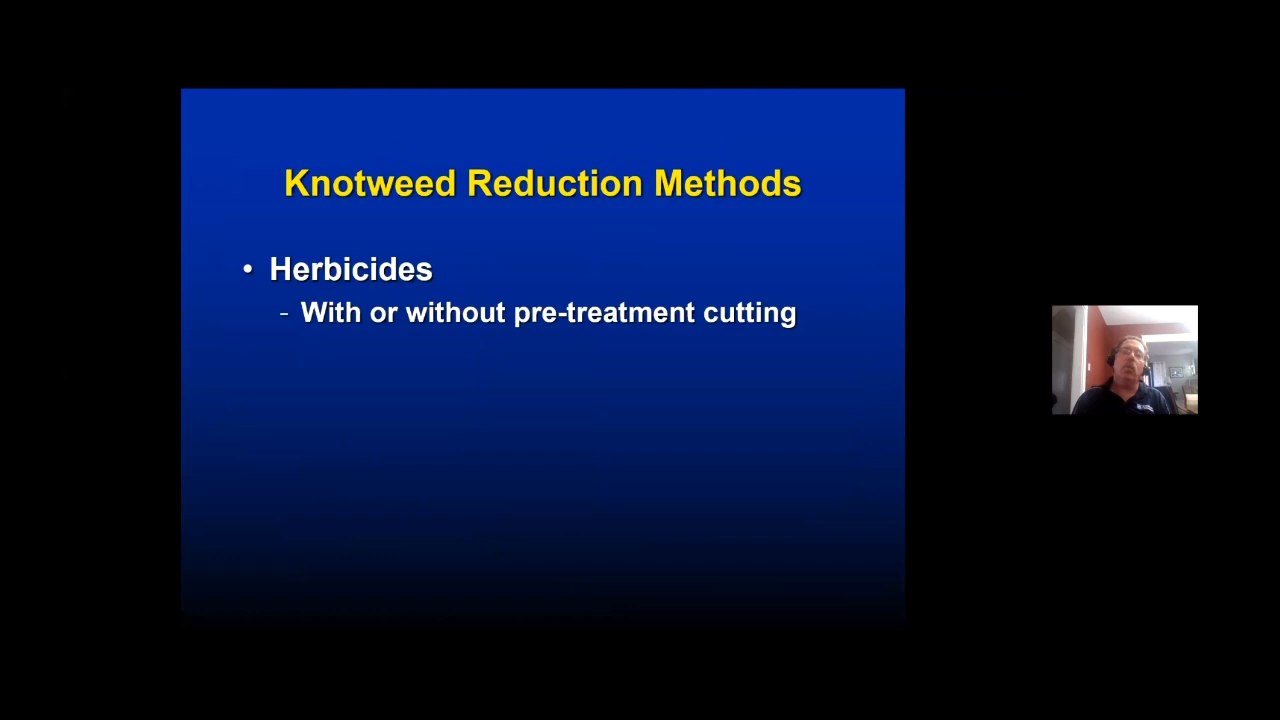 Knotweed Reduction Methods
• Herbicides
- With or without pre-treatment cutting